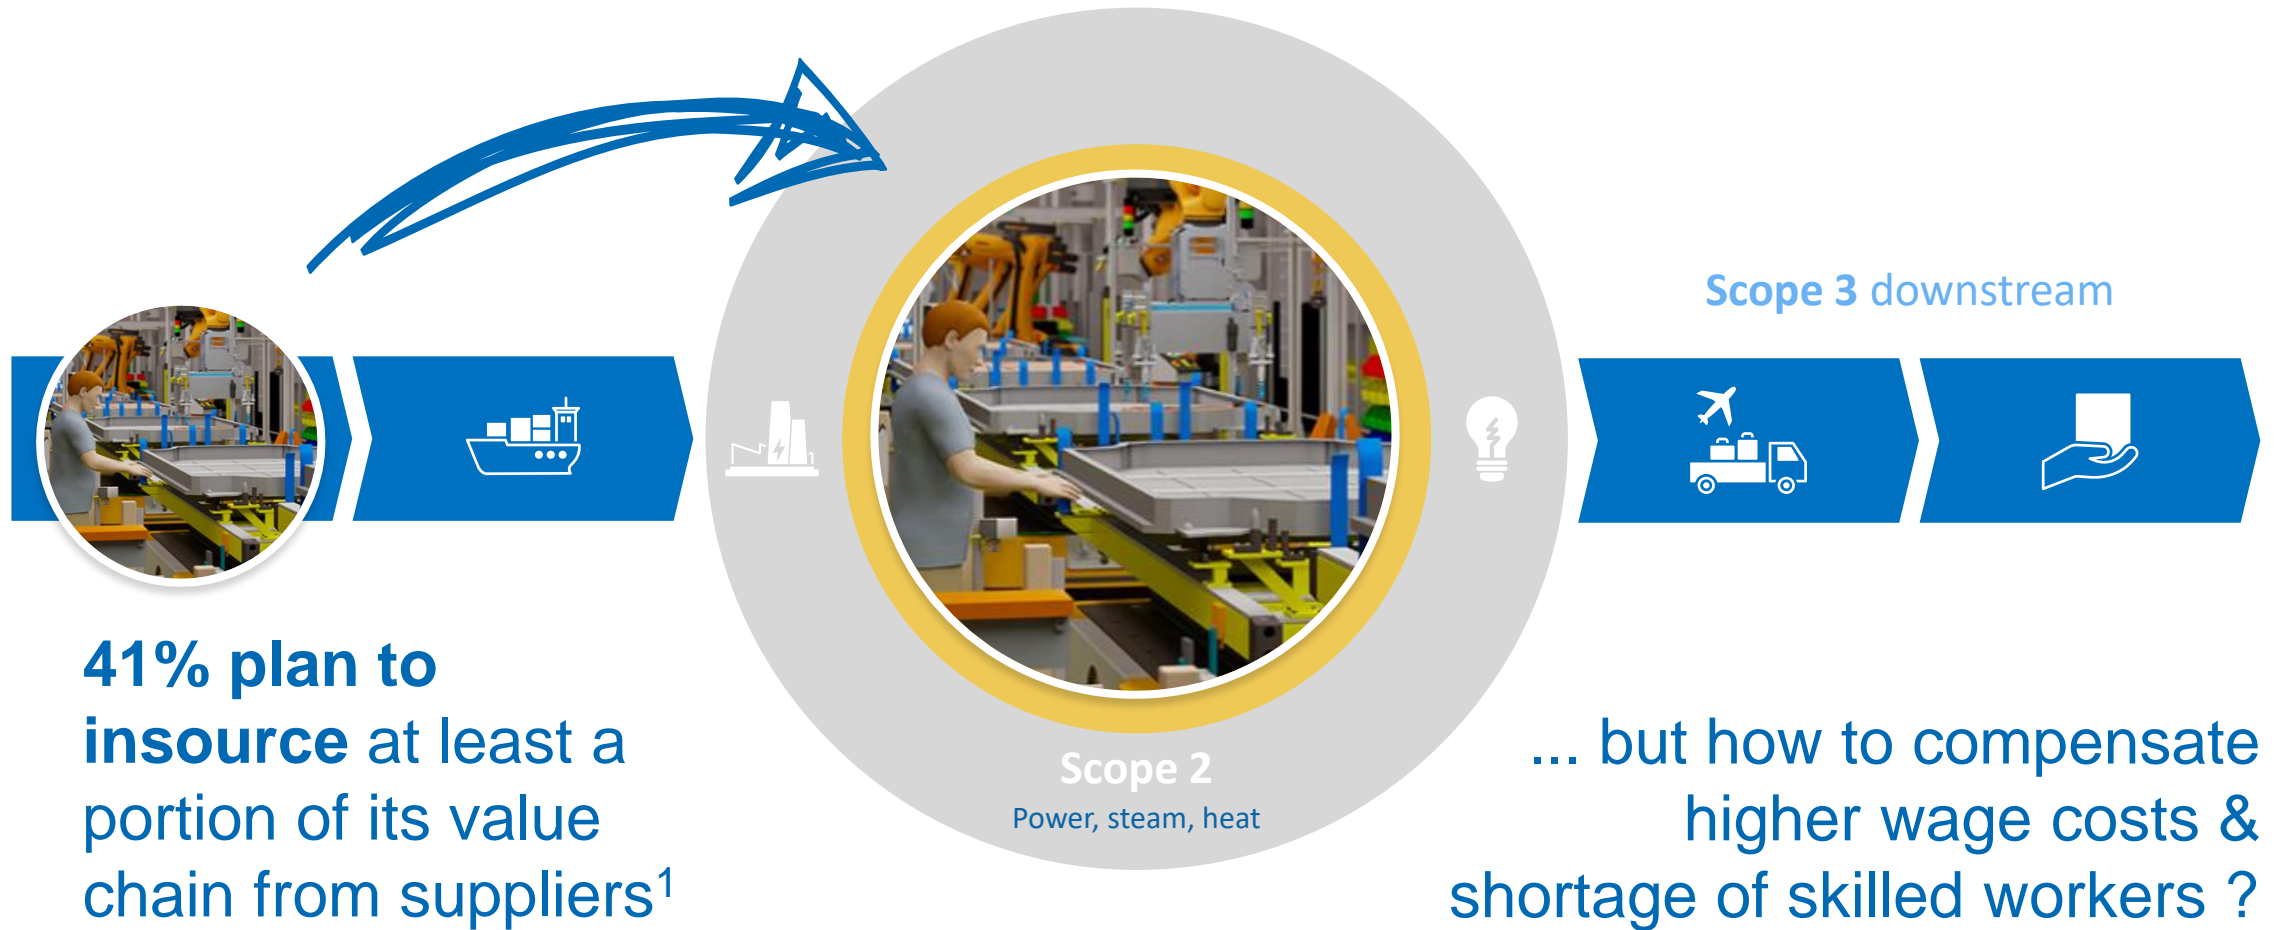 Scope 3 downstream
41% plan to
insource at least a
portion of its value
chain from suppliers¹
Scope 2
Power, steam, heat
... but how to compensate
higher wage costs &
shortage of skilled workers ?